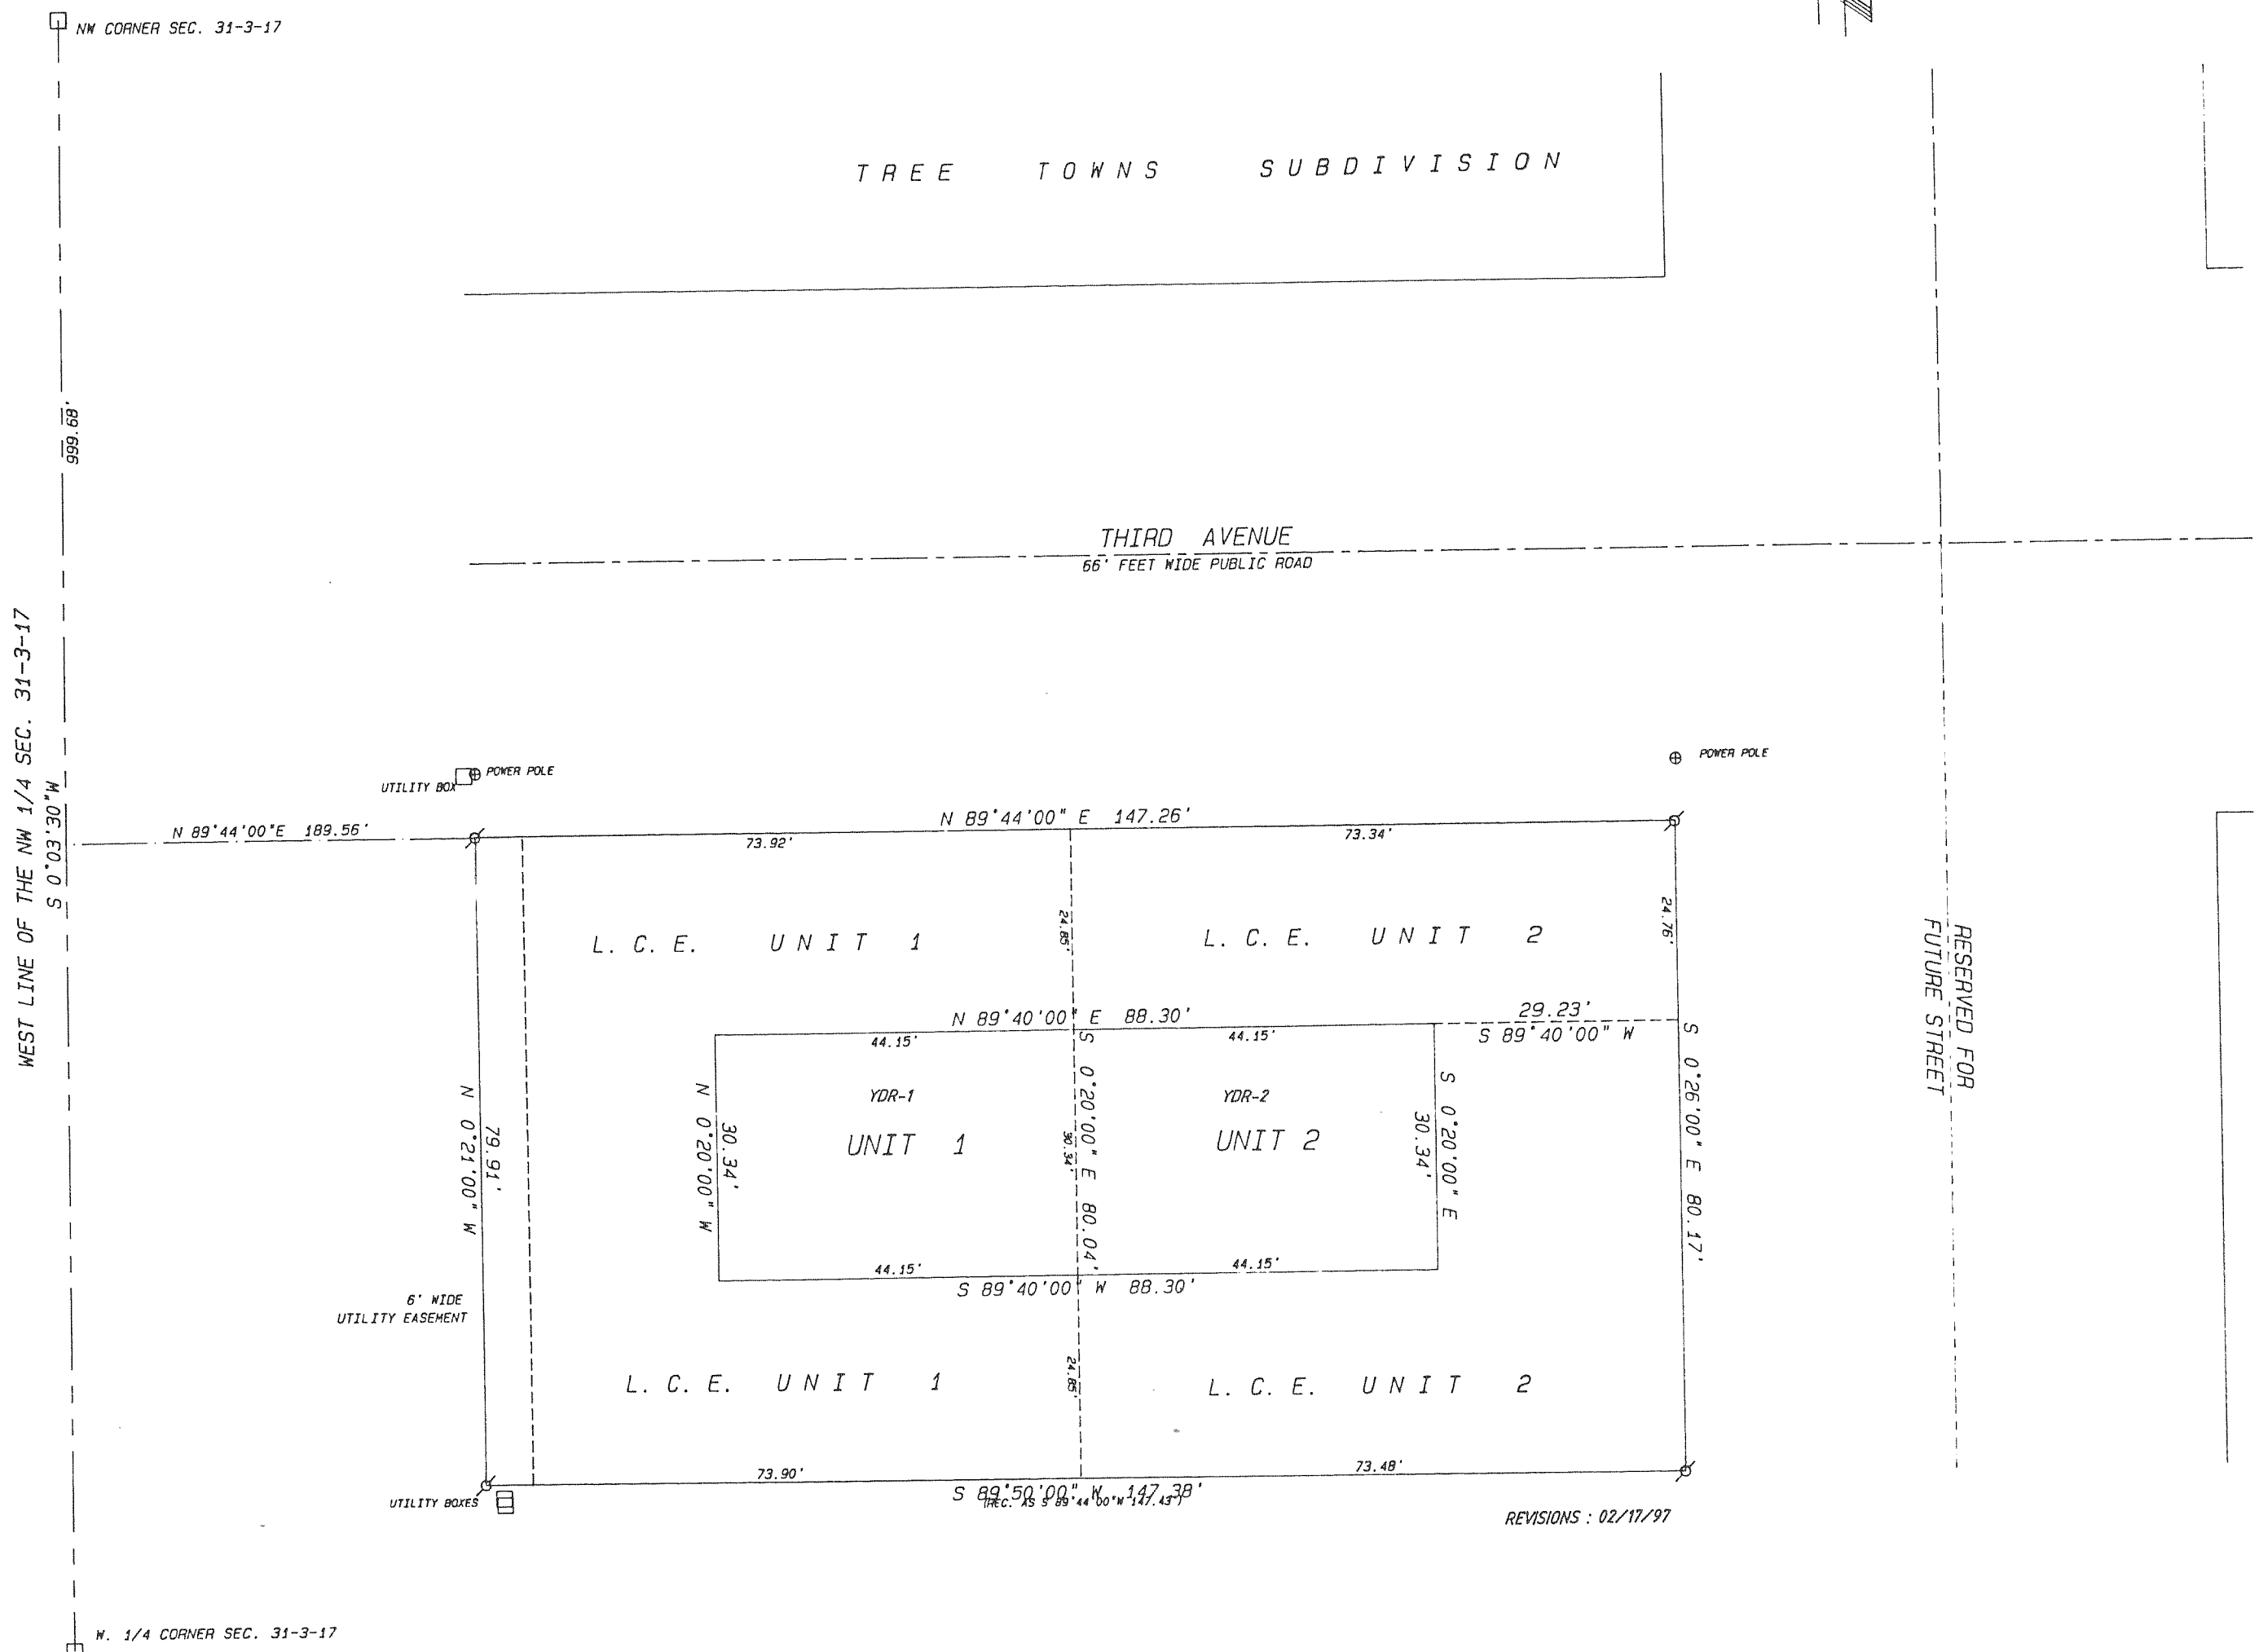 NW CORNER SEC. 31-3-17
TREE TOWNS SUBDIVISION
999.68'
THIRD AVENUE
66' FEET WIDE PUBLIC ROAD
WEST LINE OF THE NW 1/4 SEC. 31-3-17
S 0°03'30"W
POWER POLE
UTILITY BOX
POWER POLE
N 89°44'00"E 189.56'
N 89°44'00" E 147.26'
73.92'
73.34'
24.85'
24.76'
L. C. E. UNIT 1
L. C. E. UNIT 2
RESERVED FOR
FUTURE STREET
N 89°40'00" E 88.30'
29.23'
S 89°40'00" W
44.15'
44.15'
YDR-1
UNIT 1
YDR-2
UNIT 2
N 0°21'00" W
79.91'
N 0°20'00" W
30.34'
30.34'
S 0°20'00" E 80.04'
30.34'
S 0°20'00" E
S 0°26'00" E 80.17'
44.15'
44.15'
S 89°40'00" W 88.30'
6' WIDE
UTILITY EASEMENT
L. C. E. UNIT 1
24.85'
L. C. E. UNIT 2
73.90'
73.48'
S 89°50'00" W 147.38'
(REC. AS S 89°44'00"W 147.43')
UTILITY BOXES
REVISIONS : 02/17/97
W. 1/4 CORNER SEC. 31-3-17